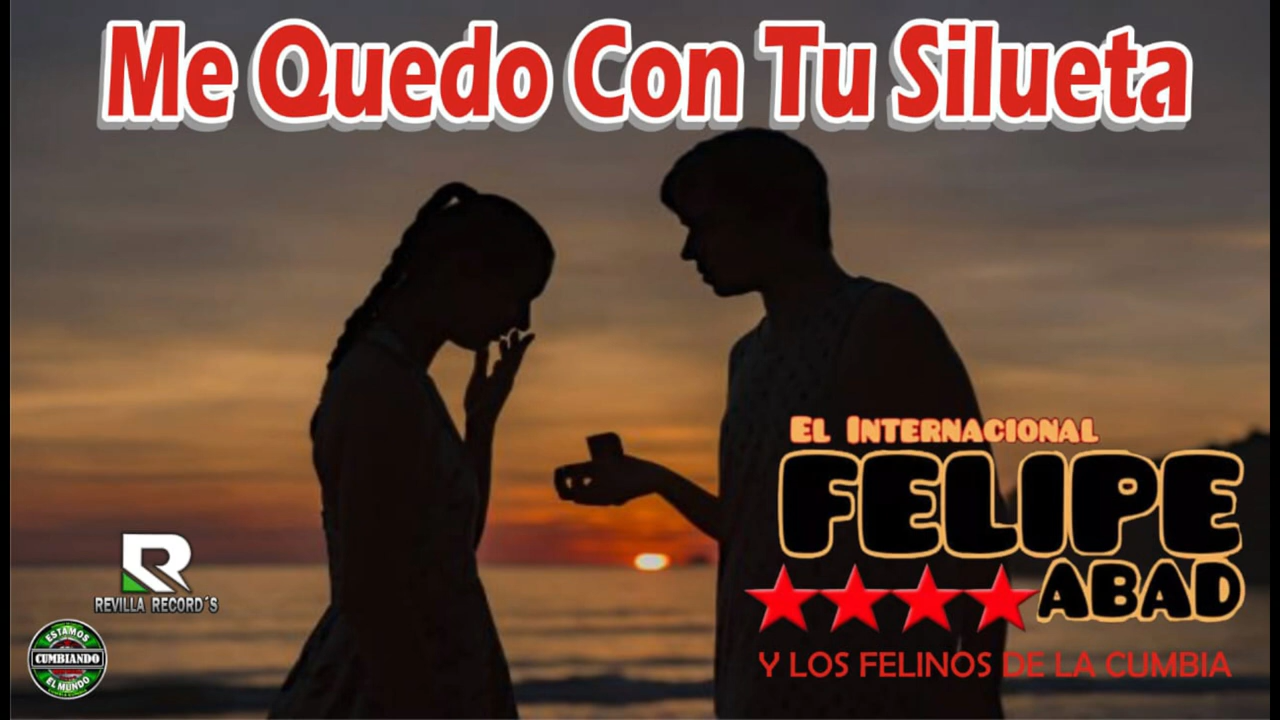 Me Quedo Con Tu Silueta
El Internacional
FELIPE
ABAD
Y LOS FELINOS DE LA CUMBIA
R
REVILLA RECORD´S
ESTAMOS
CUMBIANDO
EL MUNDO